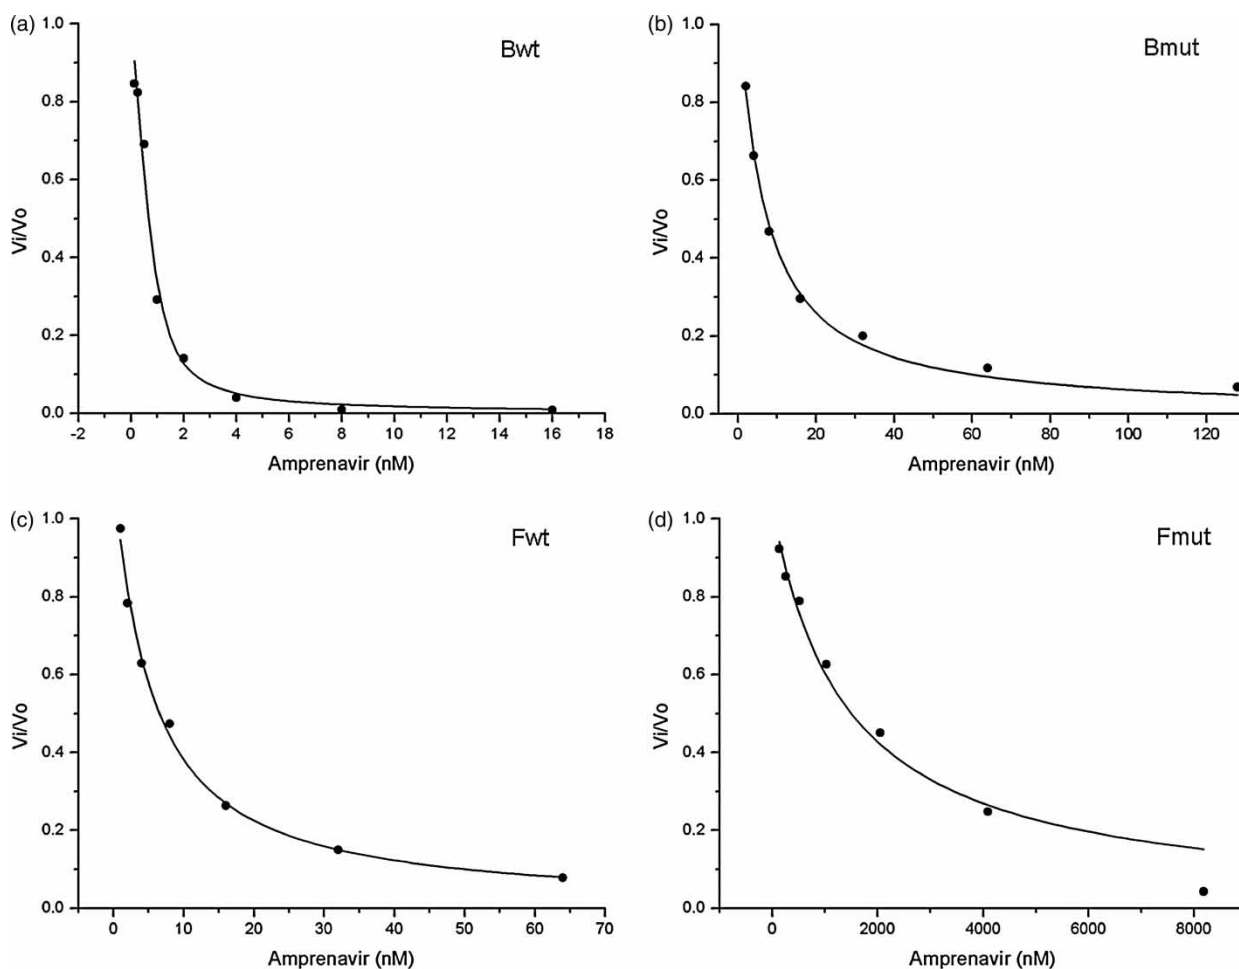 (a)
Bwt
Vi/Vo
1.0
0.8
0.6
0.4
0.2
0.0
-2 0 2 4 6 8 10 12 14 16 18
Amprenavir (nM)
(b)
Bmut
Vi/Vo
1.0
0.8
0.6
0.4
0.2
0.0
0 20 40 60 80 100 120
Amprenavir (nM)
(c)
Fwt
Vi/Vo
1.0
0.8
0.6
0.4
0.2
0.0
0 10 20 30 40 50 60 70
Amprenavir (nM)
(d)
Fmut
Vi/Vo
1.0
0.8
0.6
0.4
0.2
0.0
0 2000 4000 6000 8000
Amprenavir (nM)